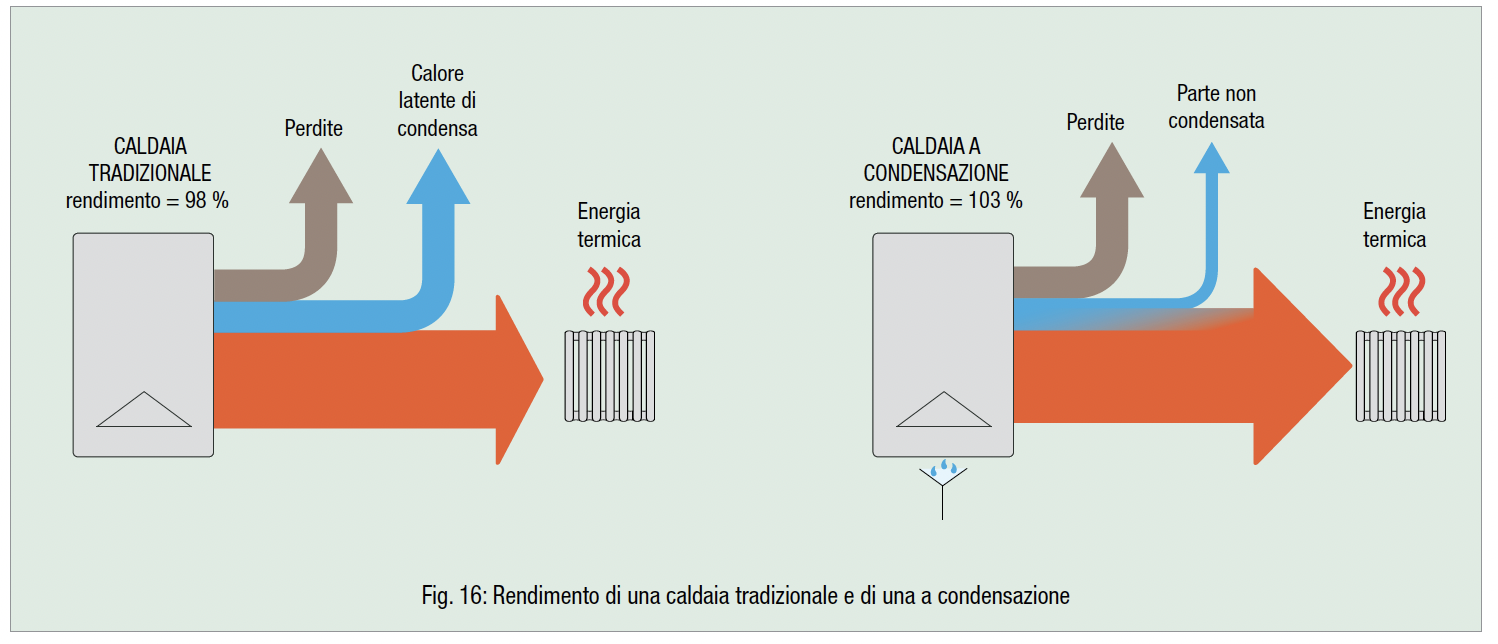 CALDAIA
TRADIZIONALE
rendimento = 98 %
Perdite
Calore
latente di
condensa
Energia
termica
CALDAIA A
CONDENSAZIONE
rendimento = 103 %
Perdite
Parte non
condensata
Energia
termica
Fig. 16: Rendimento di una caldaia tradizionale e di una a condensazione